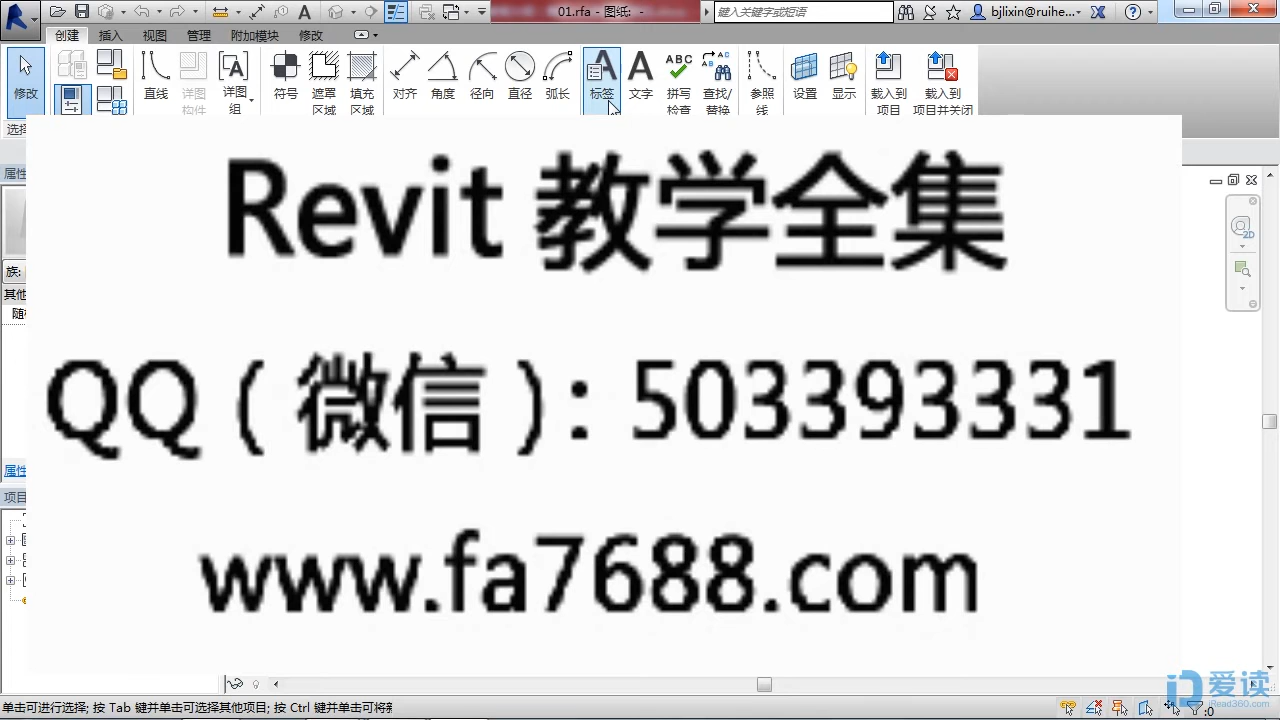 01.rfa - 图纸: -
键入关键字或短语
bjlixin@ruihe...
创建 插入 视图 管理 附加模块 修改
修改 直线 详图构件 详图组 符号 遮罩区域 填充区域 对齐 角度 径向 直径 弧长 标签 文字 拼写检查 查找/替换 参照线 设置 显示 载入到项目 载入到项目并关闭
选择
属性
Revit 教学全集
族:
其他
QQ（微信）: 503393331
属性
项目
www.fa7688.com
爱读
iRead360.com
单击可进行选择; 按 Tab 键并单击可选择其他项目; 按 Ctrl 键并单击可将
:0